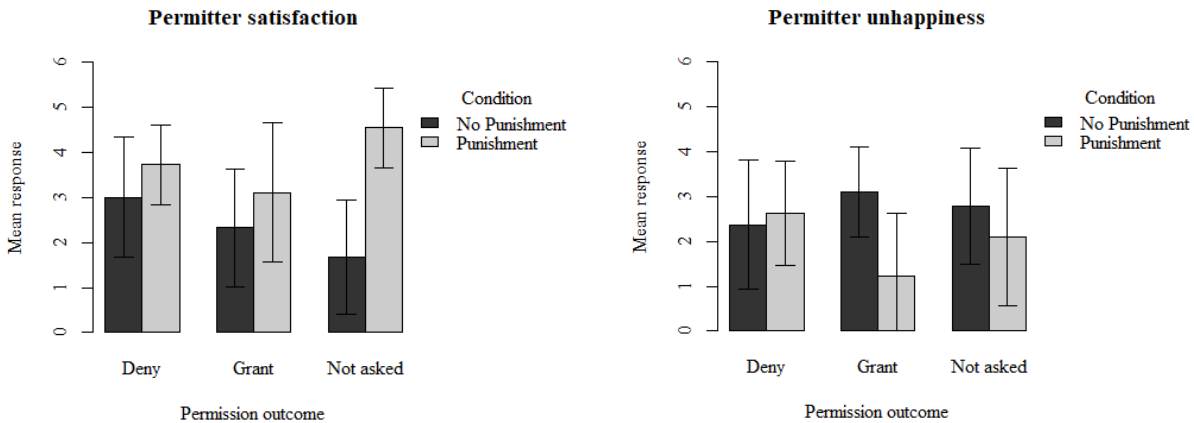 Permitter satisfaction
6
5
4
3
2
1
0
Mean response
Condition
No Punishment
Punishment
Deny
Grant
Not asked
Permission outcome
Permitter unhappiness
6
5
4
3
2
1
0
Mean response
Condition
No Punishment
Punishment
Deny
Grant
Not asked
Permission outcome